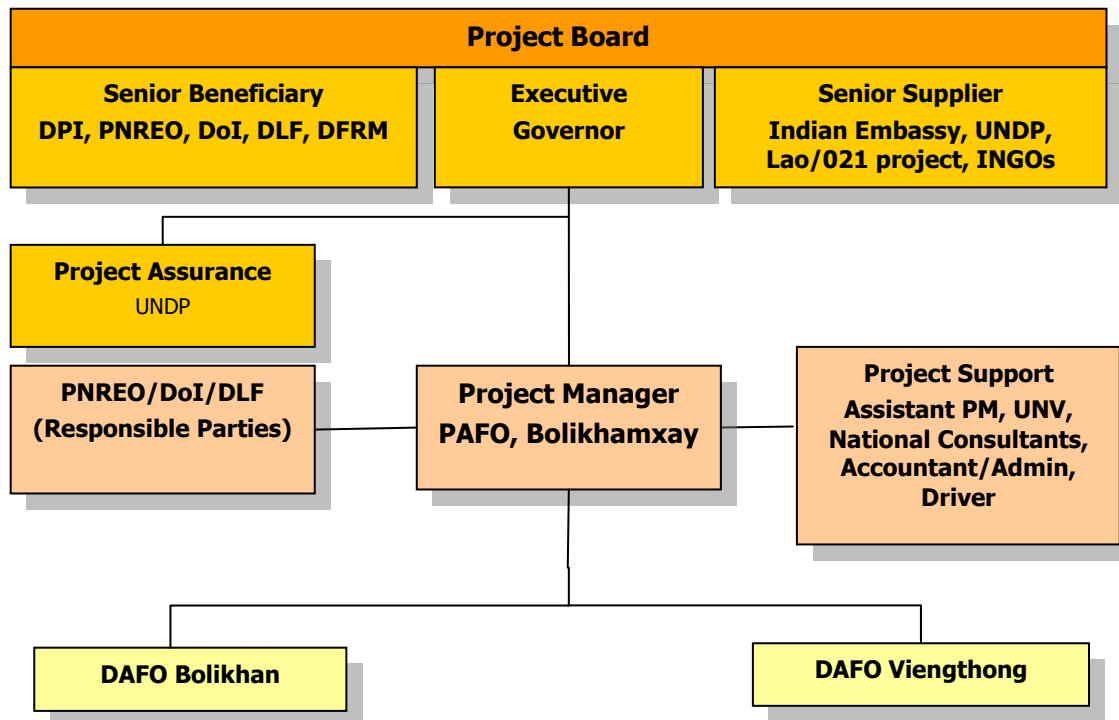 Project Board
Senior Beneficiary
DPI, PNREO, DoI, DLF, DFRM
Executive
Governor
Senior Supplier
Indian Embassy, UNDP,
Lao/021 project, INGOs
Project Assurance
UNDP
PNREO/DoI/DLF
(Responsible Parties)
Project Manager
PAFO, Bolikhamxay
Project Support
Assistant PM, UNV,
National Consultants,
Accountant/Admin,
Driver
DAFO Bolikhan
DAFO Viengthong